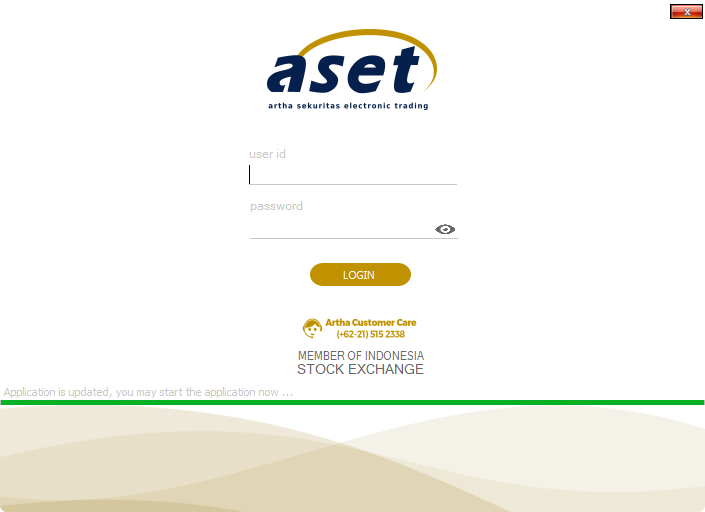 x
aset
artha sekuritas electronic trading
user id
password
LOGIN
Artha Customer Care
(+62-21) 515 2338
MEMBER OF INDONESIA
STOCK EXCHANGE
Application is updated, you may start the application now ...